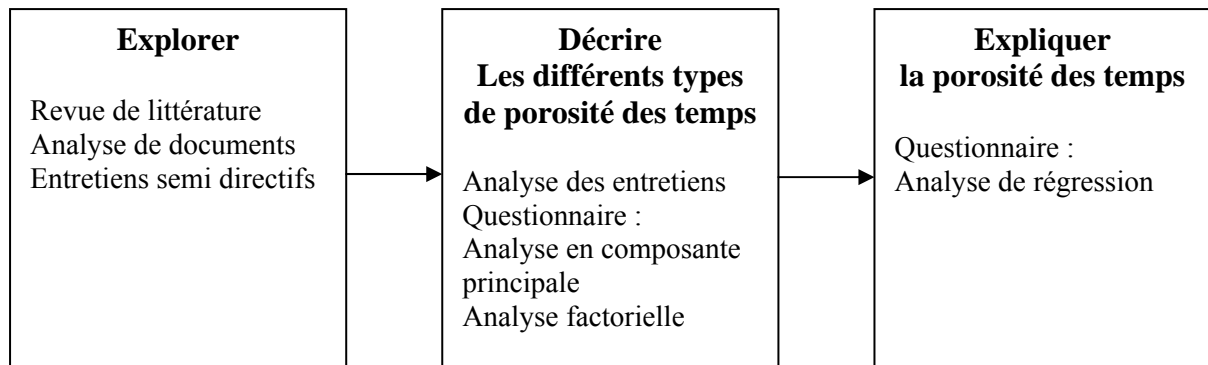 Explorer
Revue de littérature
Analyse de documents
Entretiens semi directifs
Décrire
Les différents types
de porosité des temps
Analyse des entretiens
Questionnaire :
Analyse en composante
principale
Analyse factorielle
Expliquer
la porosité des temps
Questionnaire :
Analyse de régression